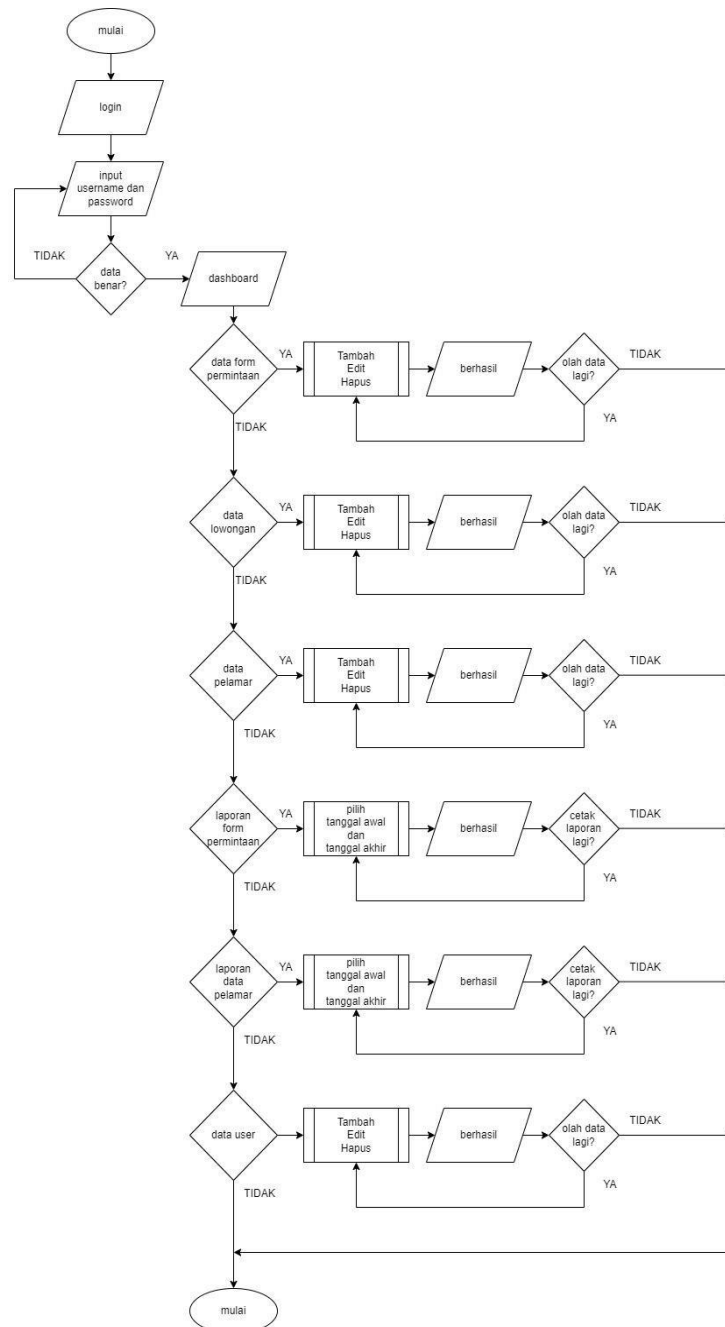 mulai
login
input
username dan
password
TIDAK
YA
data
benar?
dashboard
data form
permintaan
YA
Tambah
Edit
Hapus
berhasil
olah data
lagi?
TIDAK
YA
TIDAK
data
lowongan
YA
Tambah
Edit
Hapus
berhasil
olah data
lagi?
TIDAK
YA
TIDAK
data
pelamar
YA
Tambah
Edit
Hapus
berhasil
olah data
lagi?
TIDAK
YA
TIDAK
laporan
form
permintaan
YA
pilih
tanggal awal
dan
tanggal akhir
berhasil
cetak
laporan
lagi?
TIDAK
YA
TIDAK
laporan
data
pelamar
YA
pilih
tanggal awal
dan
tanggal akhir
berhasil
cetak
laporan
lagi?
TIDAK
YA
TIDAK
data user
Tambah
Edit
Hapus
berhasil
olah data
lagi?
TIDAK
YA
TIDAK
mulai